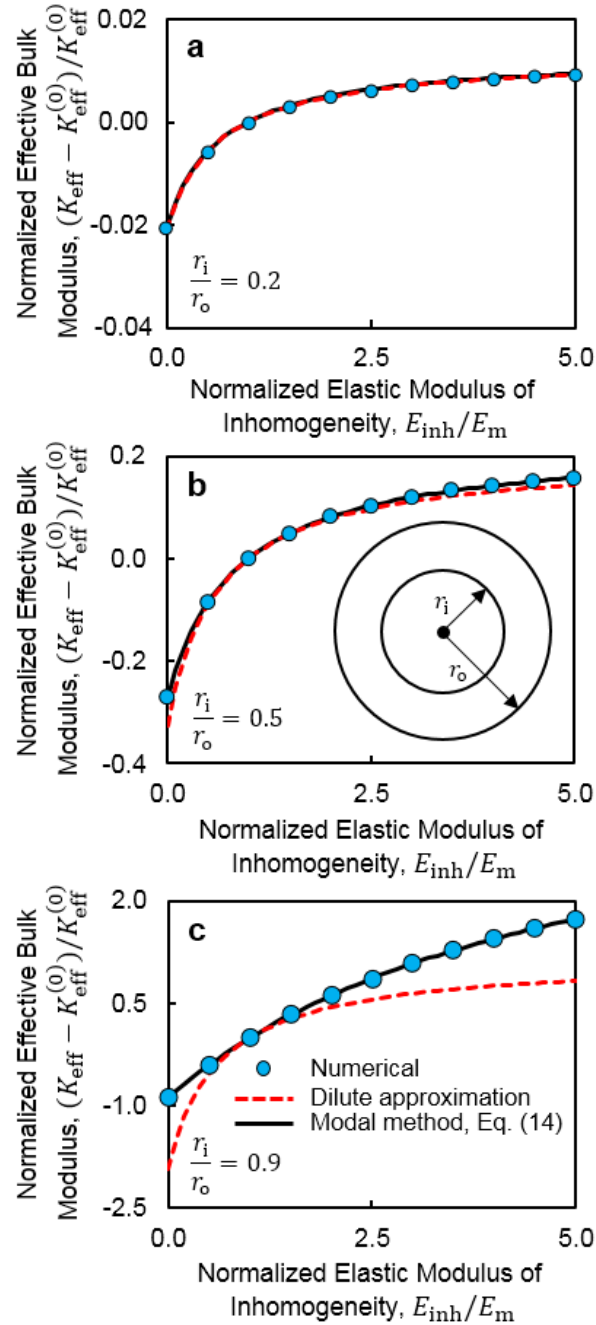 Normalized Effective Bulk
Modulus, (K_eff − K_eff^(0))/K_eff^(0)
a
0.02
0.00
-0.02
-0.04
r_i/r_o = 0.2
0.0 2.5 5.0
Normalized Elastic Modulus of
Inhomogeneity, E_inh/E_m
Normalized Effective Bulk
Modulus, (K_eff − K_eff^(0))/K_eff^(0)
b
0.2
0.0
-0.2
-0.4
r_i
r_o
r_i/r_o = 0.5
0.0 2.5 5.0
Normalized Elastic Modulus of
Inhomogeneity, E_inh/E_m
Normalized Effective Bulk
Modulus, (K_eff − K_eff^(0))/K_eff^(0)
c
2.0
0.5
-1.0
-2.5
Numerical
Dilute approximation
Modal method, Eq. (14)
r_i/r_o = 0.9
0.0 2.5 5.0
Normalized Elastic Modulus of
Inhomogeneity, E_inh/E_m